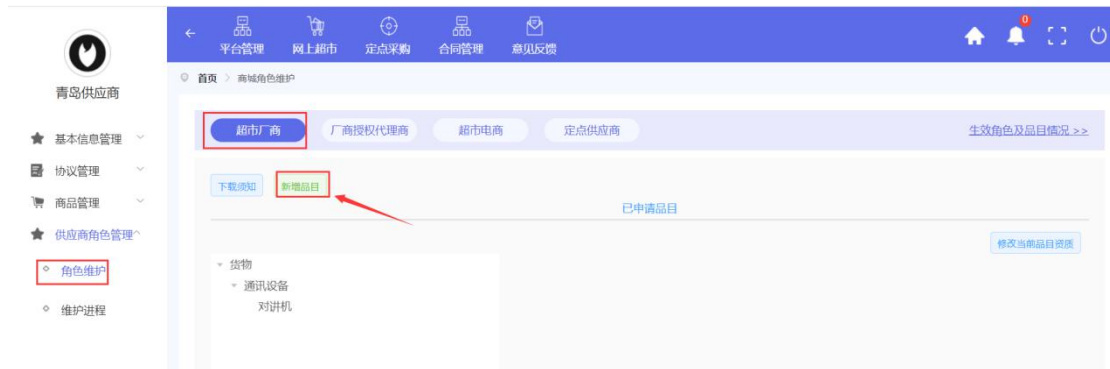 0
平台管理 网上超市 定点采购 合同管理 意见反馈
首页 > 商城角色维护
青岛供应商
基本信息管理
协议管理
商品管理
供应商角色管理
角色维护
维护进程
超市厂商 厂商授权代理商 超市电商 定点供应商 生效角色及品目情况 >>
下载须知 新增品目
已申请品目
修改当前品目资质
货物
通讯设备
对讲机